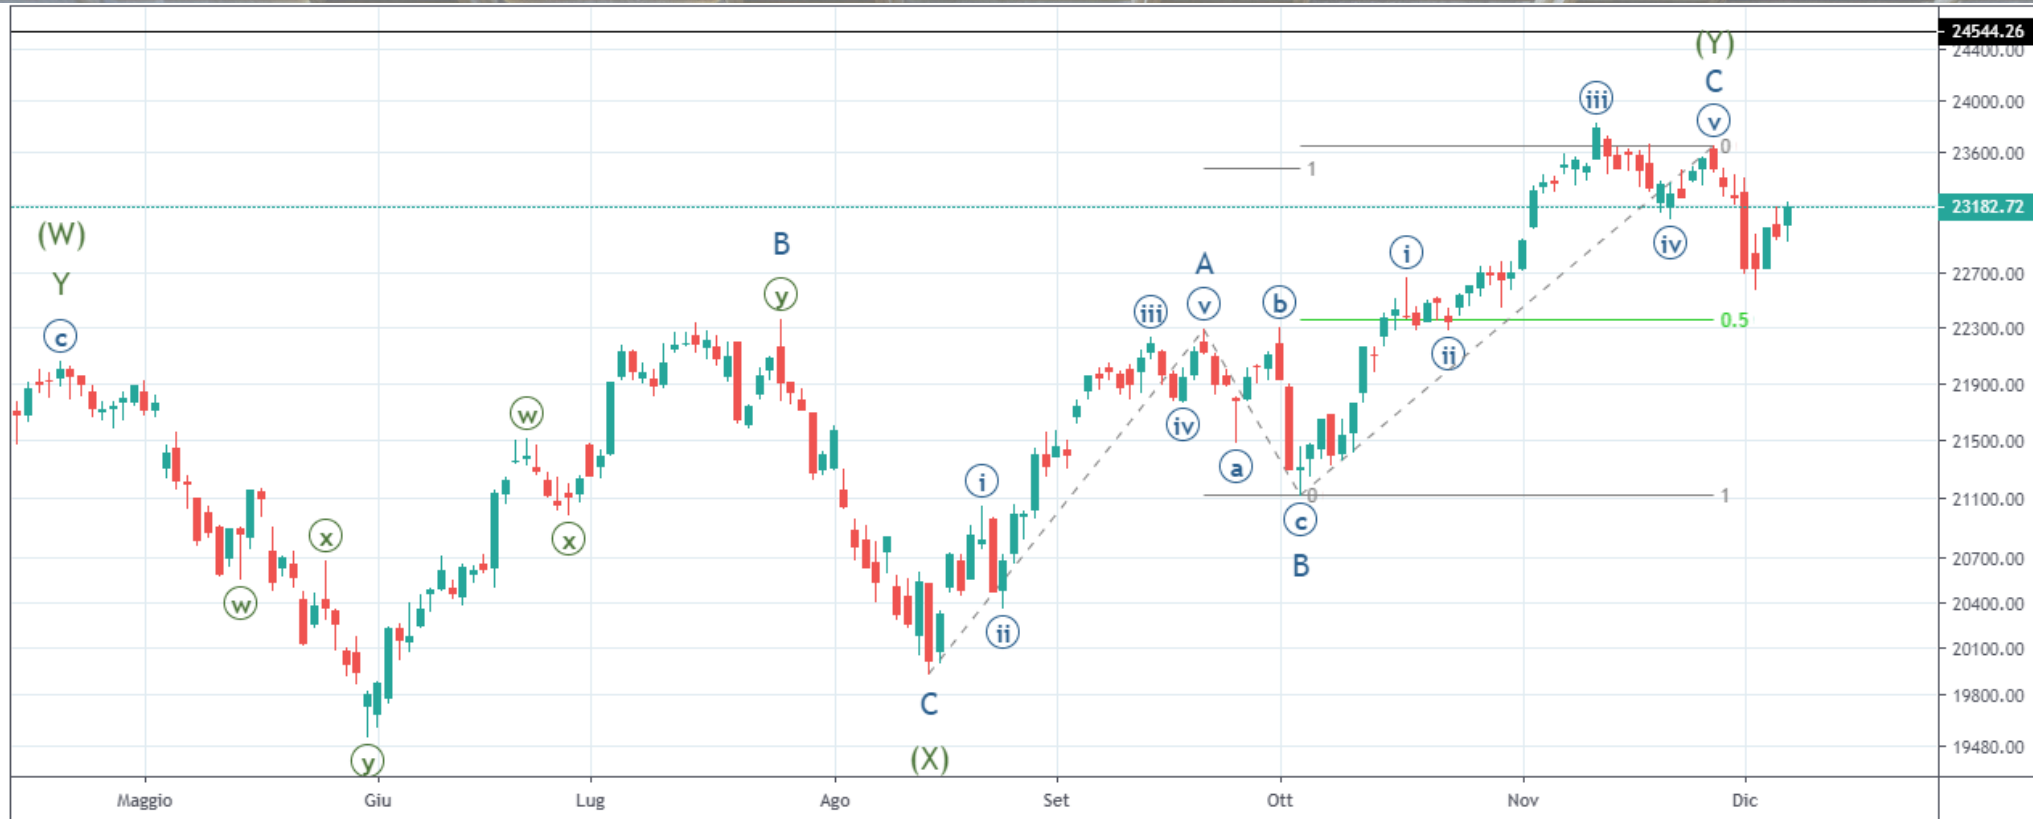 24544.26
24400.00
24000.00
23600.00
23182.72
22700.00
22300.00
21900.00
21500.00
21100.00
20700.00
20400.00
20100.00
19800.00
19480.00
(W)
Y
c
w
x
y
w
x
B
y
C
(X)
i
ii
iii
iv
A
v
a
b
c
B
1
0
i
ii
iii
iv
(Y)
C
v
0
0.5
1
Maggio Giu Lug Ago Set Ott Nov Dic